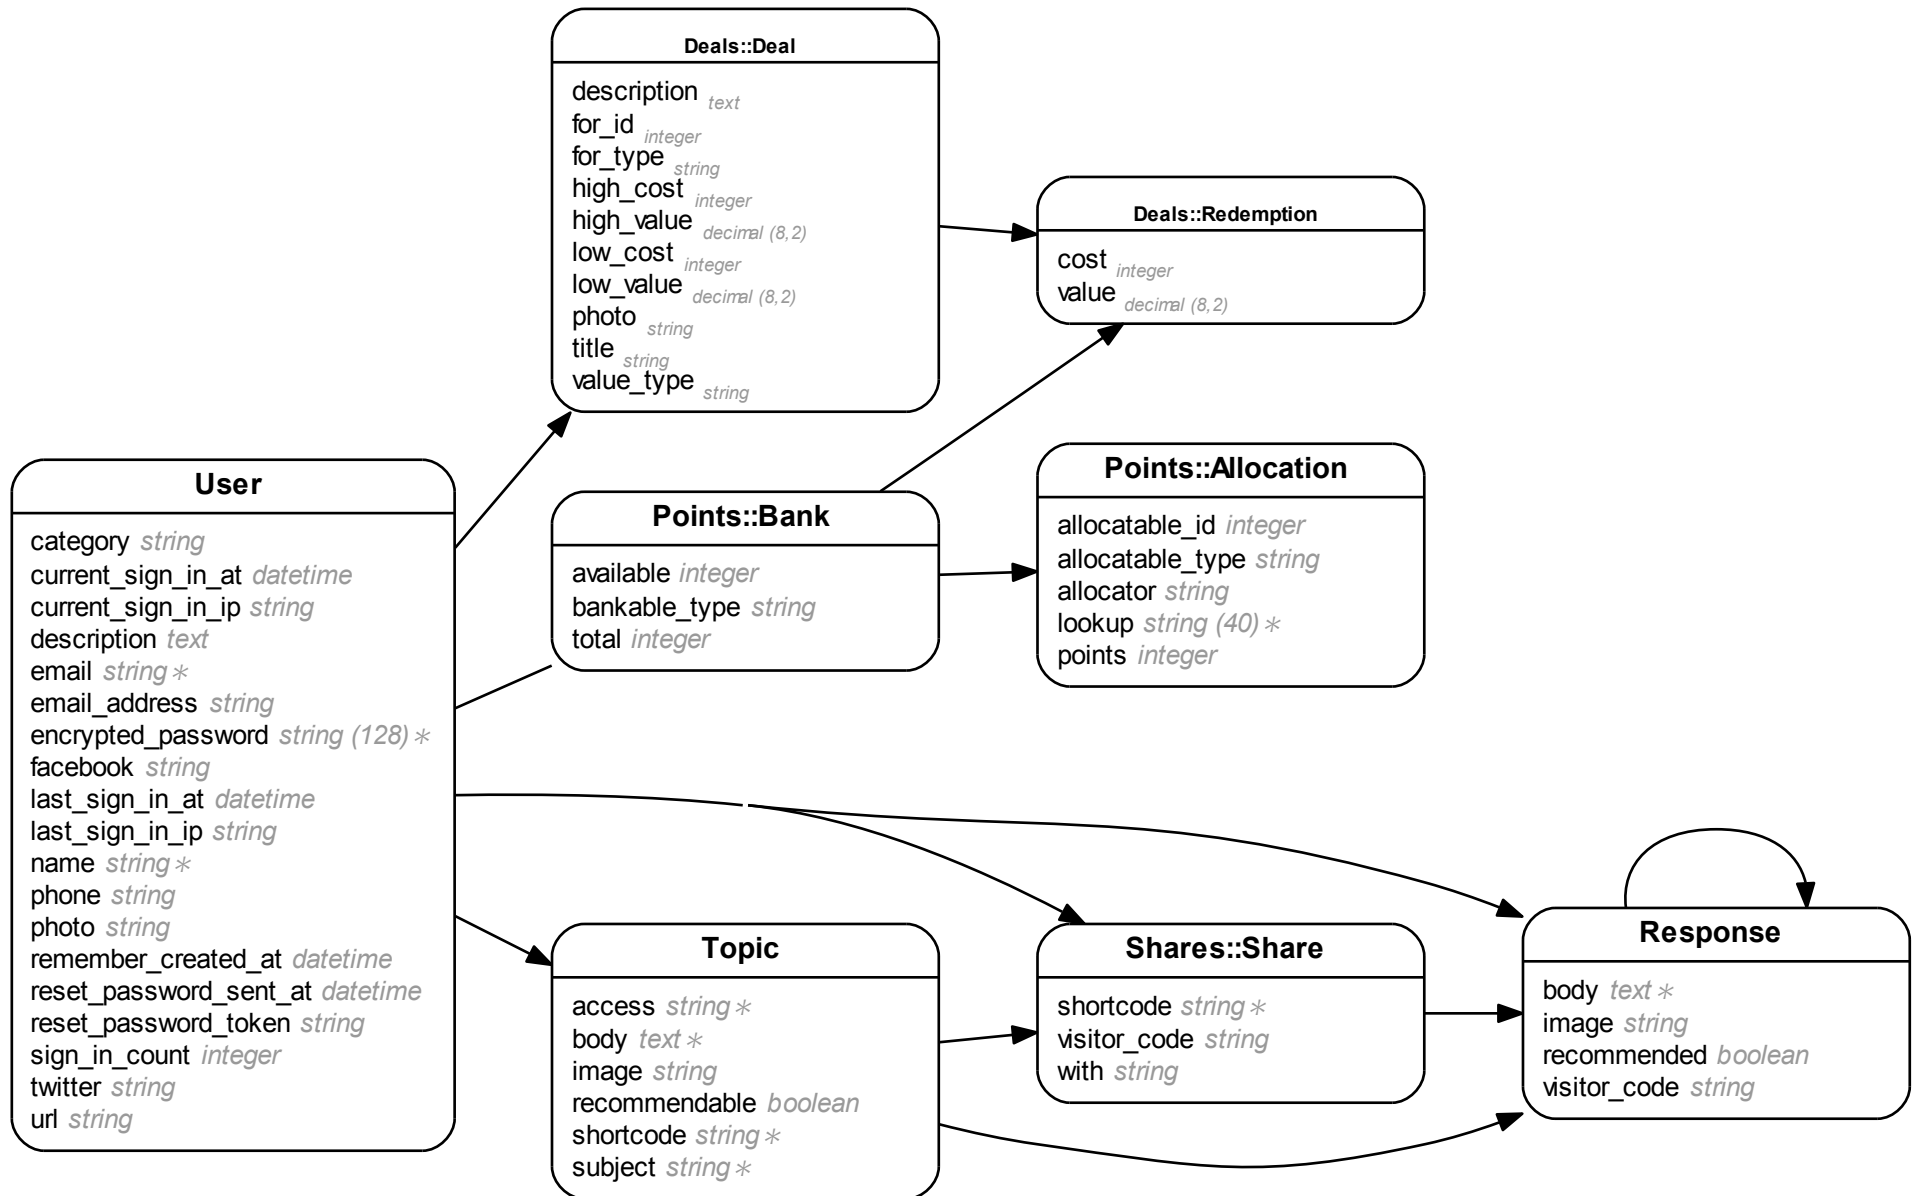 Deals::Deal
description text
for_id integer
for_type string
high_cost integer
high_value decimal (8,2)
low_cost integer
low_value decimal (8,2)
photo string
title string
value_type string
Deals::Redemption
cost integer
value decimal (8,2)
User
category string
current_sign_in_at datetime
current_sign_in_ip string
description text
email string *
email_address string
encrypted_password string (128) *
facebook string
last_sign_in_at datetime
last_sign_in_ip string
name string *
phone string
photo string
remember_created_at datetime
reset_password_sent_at datetime
reset_password_token string
sign_in_count integer
twitter string
url string
Points::Bank
available integer
bankable_type string
total integer
Points::Allocation
allocatable_id integer
allocatable_type string
allocator string
lookup string (40) *
points integer
Topic
access string *
body text *
image string
recommendable boolean
shortcode string *
subject string *
Shares::Share
shortcode string *
visitor_code string
with string
Response
body text *
image string
recommended boolean
visitor_code string